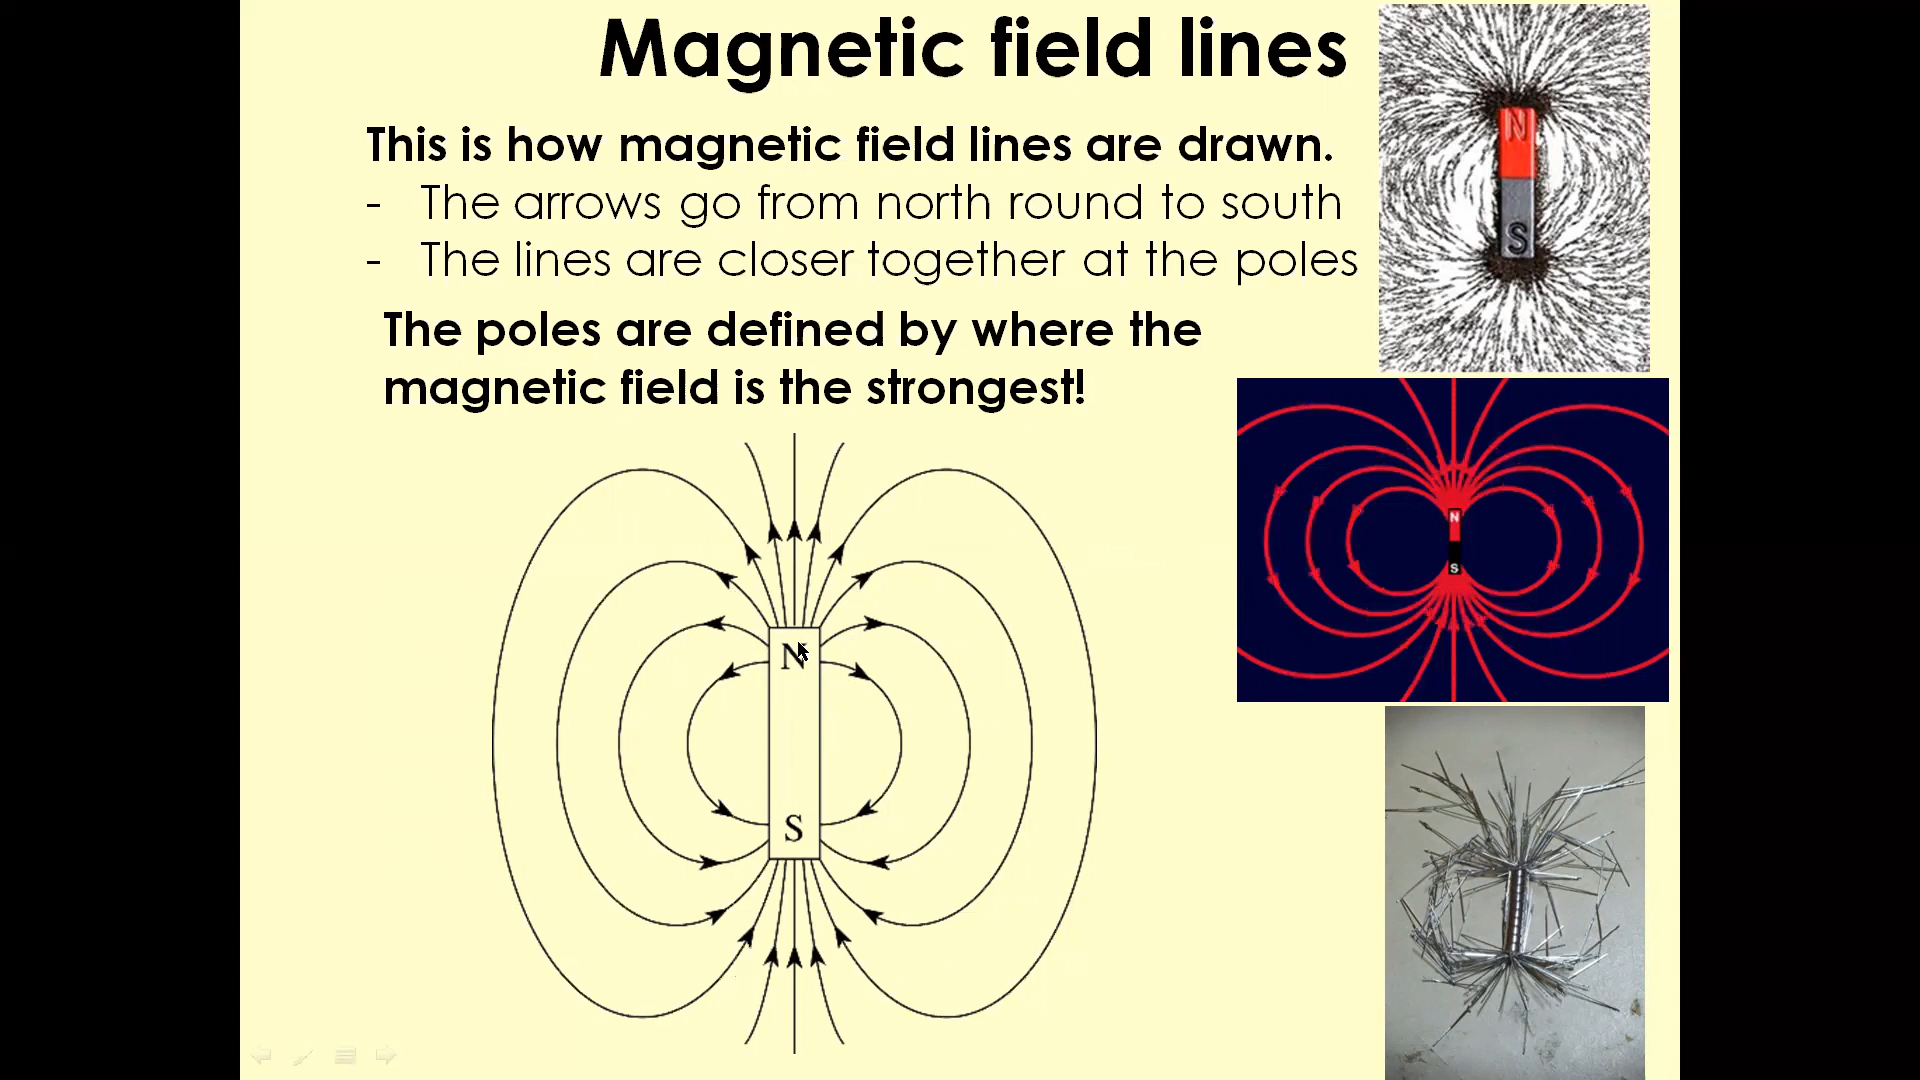 Magnetic field lines
This is how magnetic field lines are drawn.
- The arrows go from north round to south
- The lines are closer together at the poles
The poles are defined by where the
magnetic field is the strongest!
N
S
N
S
N
S